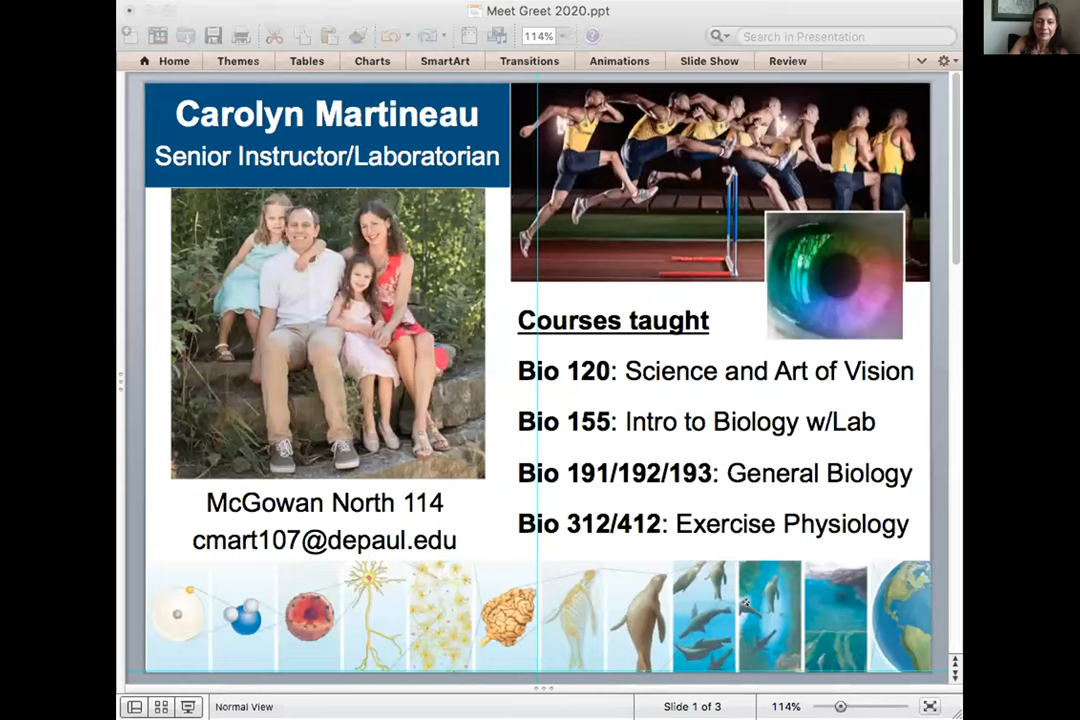 Meet Greet 2020.ppt
114%
Search in Presentation
Home Themes Tables Charts SmartArt Transitions Animations Slide Show Review
Carolyn Martineau
Senior Instructor/Laboratorian
Courses taught
Bio 120: Science and Art of Vision
Bio 155: Intro to Biology w/Lab
Bio 191/192/193: General Biology
Bio 312/412: Exercise Physiology
McGowan North 114
cmart107@depaul.edu
Normal View
Slide 1 of 3
114%